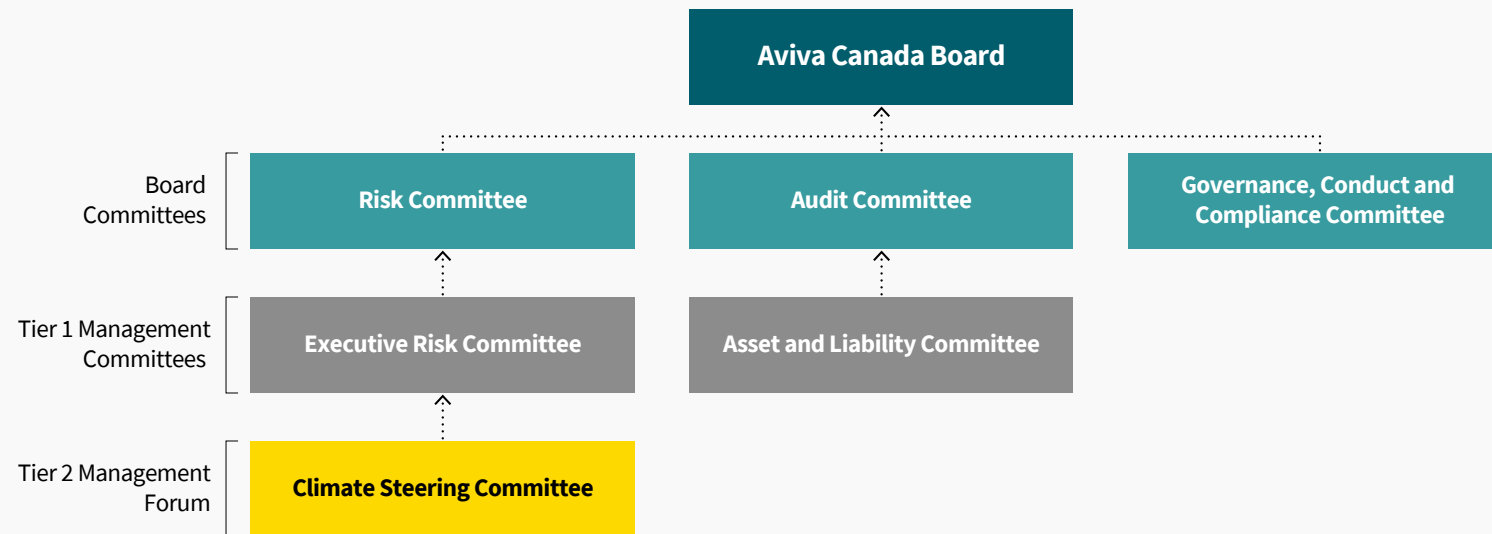 Aviva Canada Board
Board
Committees
Risk Committee
Audit Committee
Governance, Conduct and
Compliance Committee
Tier 1 Management
Committees
Executive Risk Committee
Asset and Liability Committee
Tier 2 Management
Forum
Climate Steering Committee